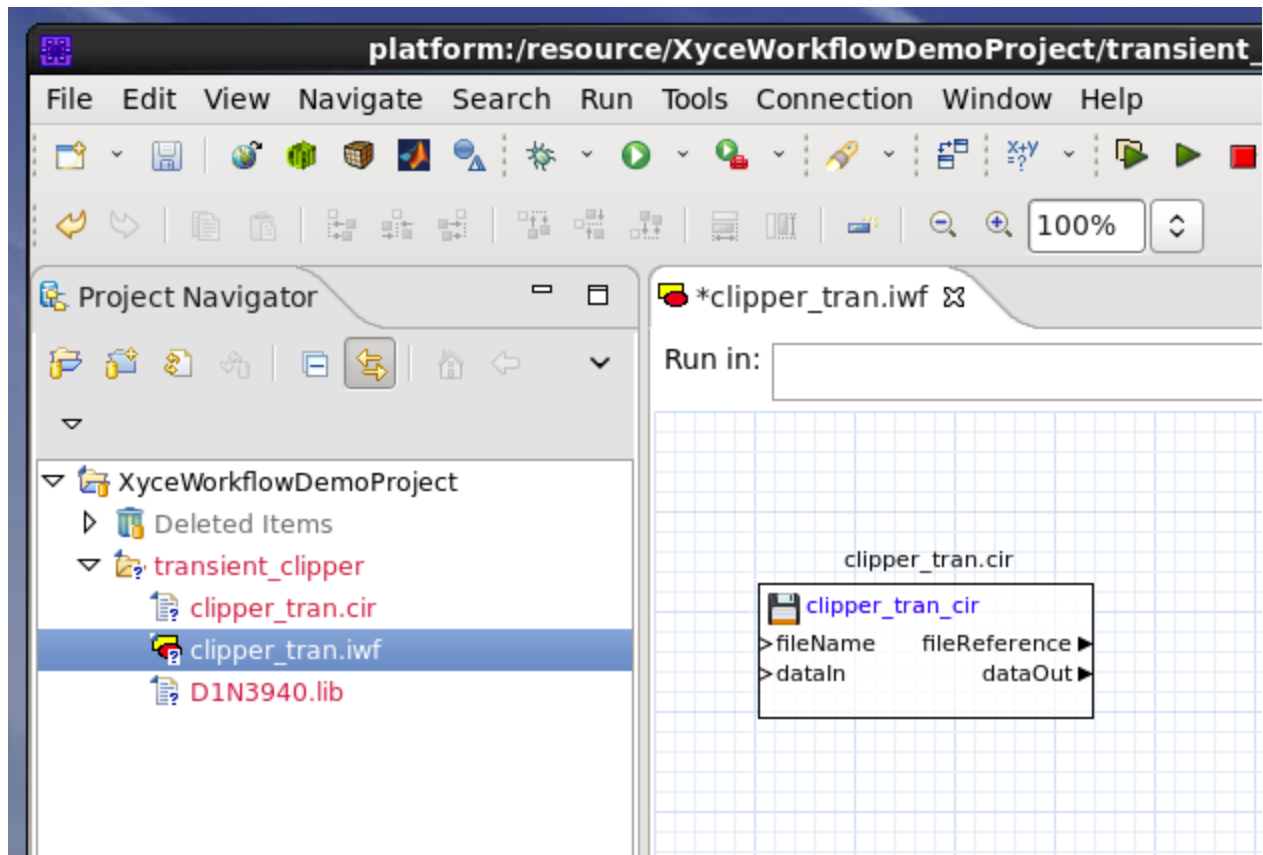 platform:/resource/XyceWorkflowDemoProject/transient_
File Edit View Navigate Search Run Tools Connection Window Help
x+y
=?
100%
Project Navigator
*clipper_tran.iwf
Run in:
XyceWorkflowDemoProject
Deleted Items
transient_clipper
clipper_tran.cir
clipper_tran.iwf
D1N3940.lib
clipper_tran.cir
clipper_tran_cir
>fileName fileReference
>dataIn dataOut